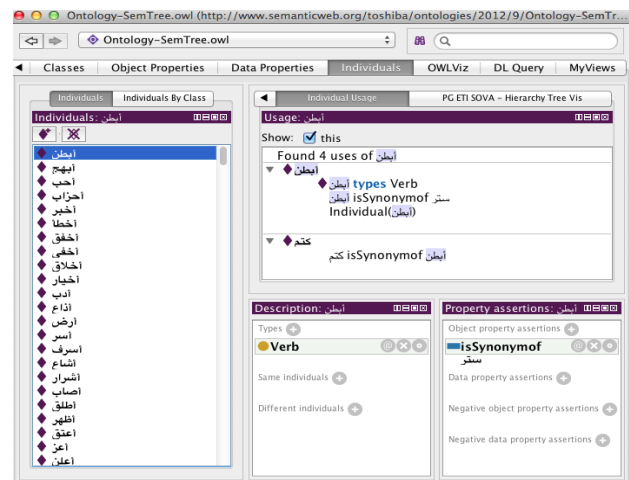 Ontology-SemTree.owl (http://www.semanticweb.org/toshiba/ontologies/2012/9/Ontology-SemTr...
Ontology-SemTree.owl
Classes Object Properties Data Properties Individuals OWLViz DL Query MyViews
Individuals Individuals By Class
Individuals: أبطن
أبطن
أبهج
أحب
أحزاب
أخبر
أخطأ
أخفق
أخفى
أخلاق
أخيار
أدب
أذاع
أرض
أسر
أسرف
أشاع
أشرار
أصاب
أطلق
أظهر
أعتق
أعز
أعلن
Individual Usage PG ETI SOVA - Hierarchy Tree Vis
Usage: أبطن
Show: this
Found 4 uses of أبطن
أبطن
أبطن types Verb
أبطن isSynonymof ستر
Individual(أبطن)
كتم
كتم isSynonymof أبطن
Description: أبطن
Types
Verb
Same individuals
Different individuals
Property assertions: أبطن
Object property assertions
isSynonymof
ستر
Data property assertions
Negative object property assertions
Negative data property assertions